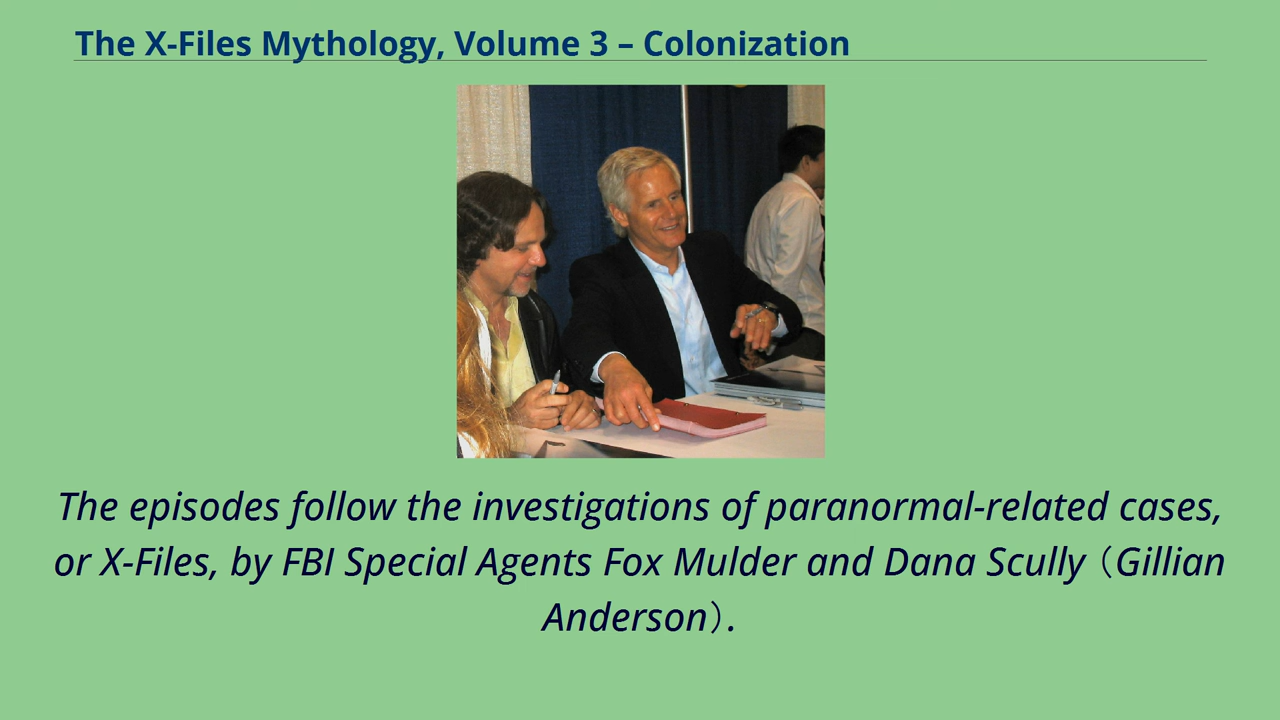 The X-Files Mythology, Volume 3 – Colonization
The episodes follow the investigations of paranormal-related cases,
or X-Files, by FBI Special Agents Fox Mulder and Dana Scully（Gillian
Anderson）.